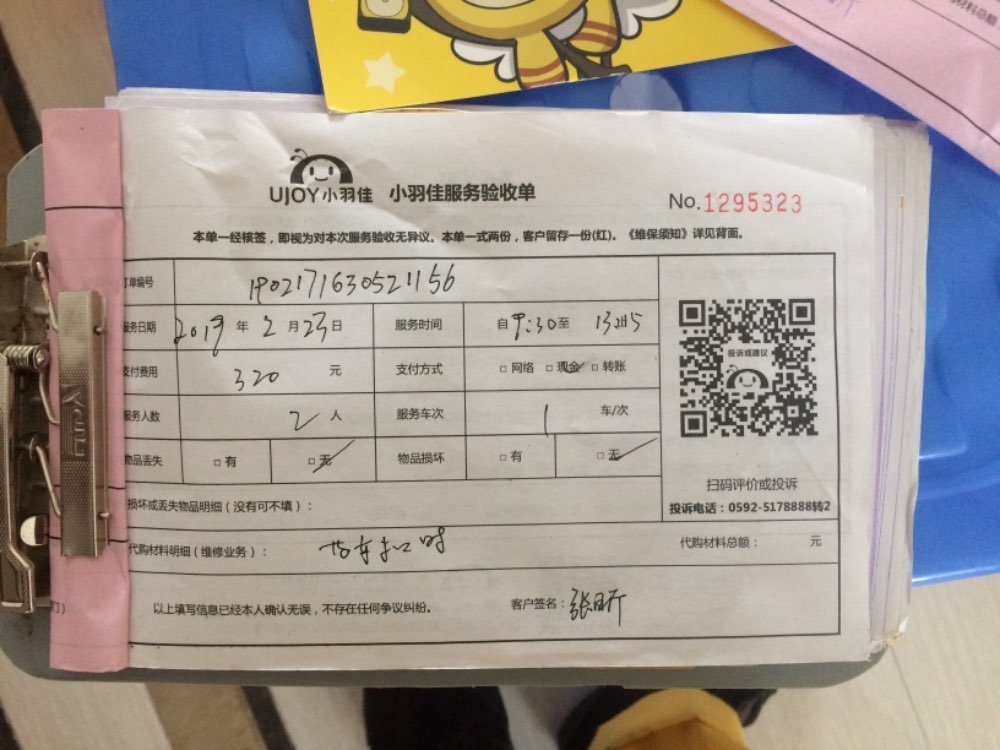 UJOY小羽佳 小羽佳服务验收单
No.1295323
本单一经核签，即视为对本次服务验收无异议。本单一式两份，客户留存一份(红)。《维保须知》详见背面。
订单编号 1902171630521156
服务日期 2019 年 2 月 23 日 服务时间 自 9:30 至
支付费用 320 元 支付方式 □ 网络 □ 现金 □ 转账
服务人数 2 人 服务车次 1 车/次
物品丢失 □ 有 □ 无 物品损坏 □ 有 □ 无
投诉或建议
扫码评价或投诉
投诉电话：0592-5178888转2
损坏或丢失物品明细（没有可不填）：
代购材料明细（维修业务）： 代购材料总额： 元
以上填写信息已经本人确认无误，不存在任何争议纠纷。 客户签名：张